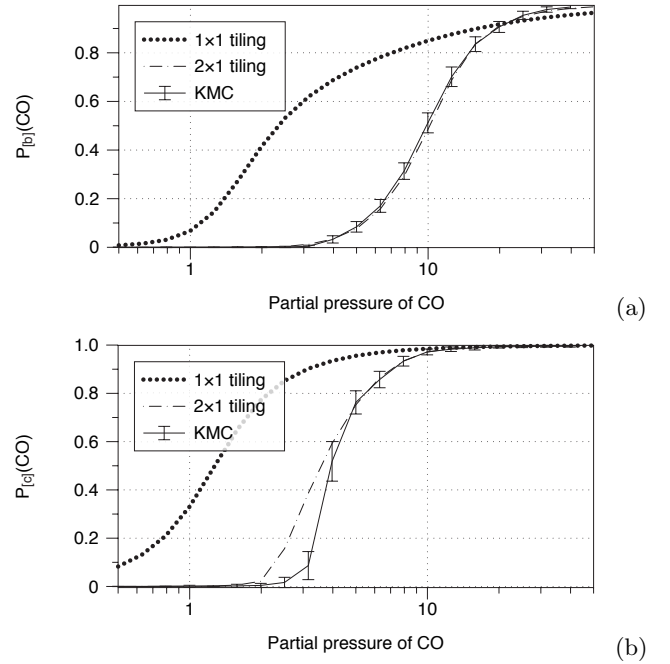 P[b](CO)
0.8
0.6
0.4
0.2
0
1×1 tiling
2×1 tiling
KMC
1
10
Partial pressure of CO
(a)
P[c](CO)
1.0
0.8
0.6
0.4
0.2
0
1×1 tiling
2×1 tiling
KMC
1
10
Partial pressure of CO
(b)